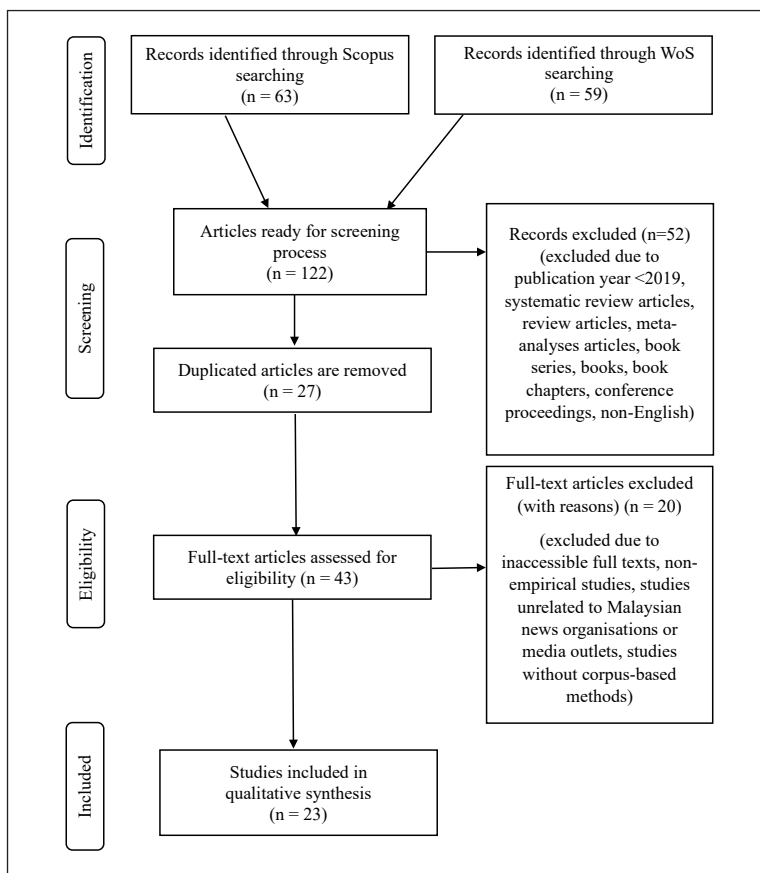 Identification
Records identified through Scopus
searching
(n = 63)
Records identified through WoS
searching
(n = 59)
Screening
Articles ready for screening
process
(n = 122)
Records excluded (n=52)
(excluded due to
publication year <2019,
systematic review articles,
review articles, meta-
analyses articles, book
series, books, book
chapters, conference
proceedings, non-English)
Duplicated articles are removed
(n = 27)
Eligibility
Full-text articles assessed for
eligibility (n = 43)
Full-text articles excluded
(with reasons) (n = 20)
(excluded due to
inaccessible full texts, non-
empirical studies, studies
unrelated to Malaysian
news organisations or
media outlets, studies
without corpus-based
methods)
Included
Studies included in
qualitative synthesis
(n = 23)